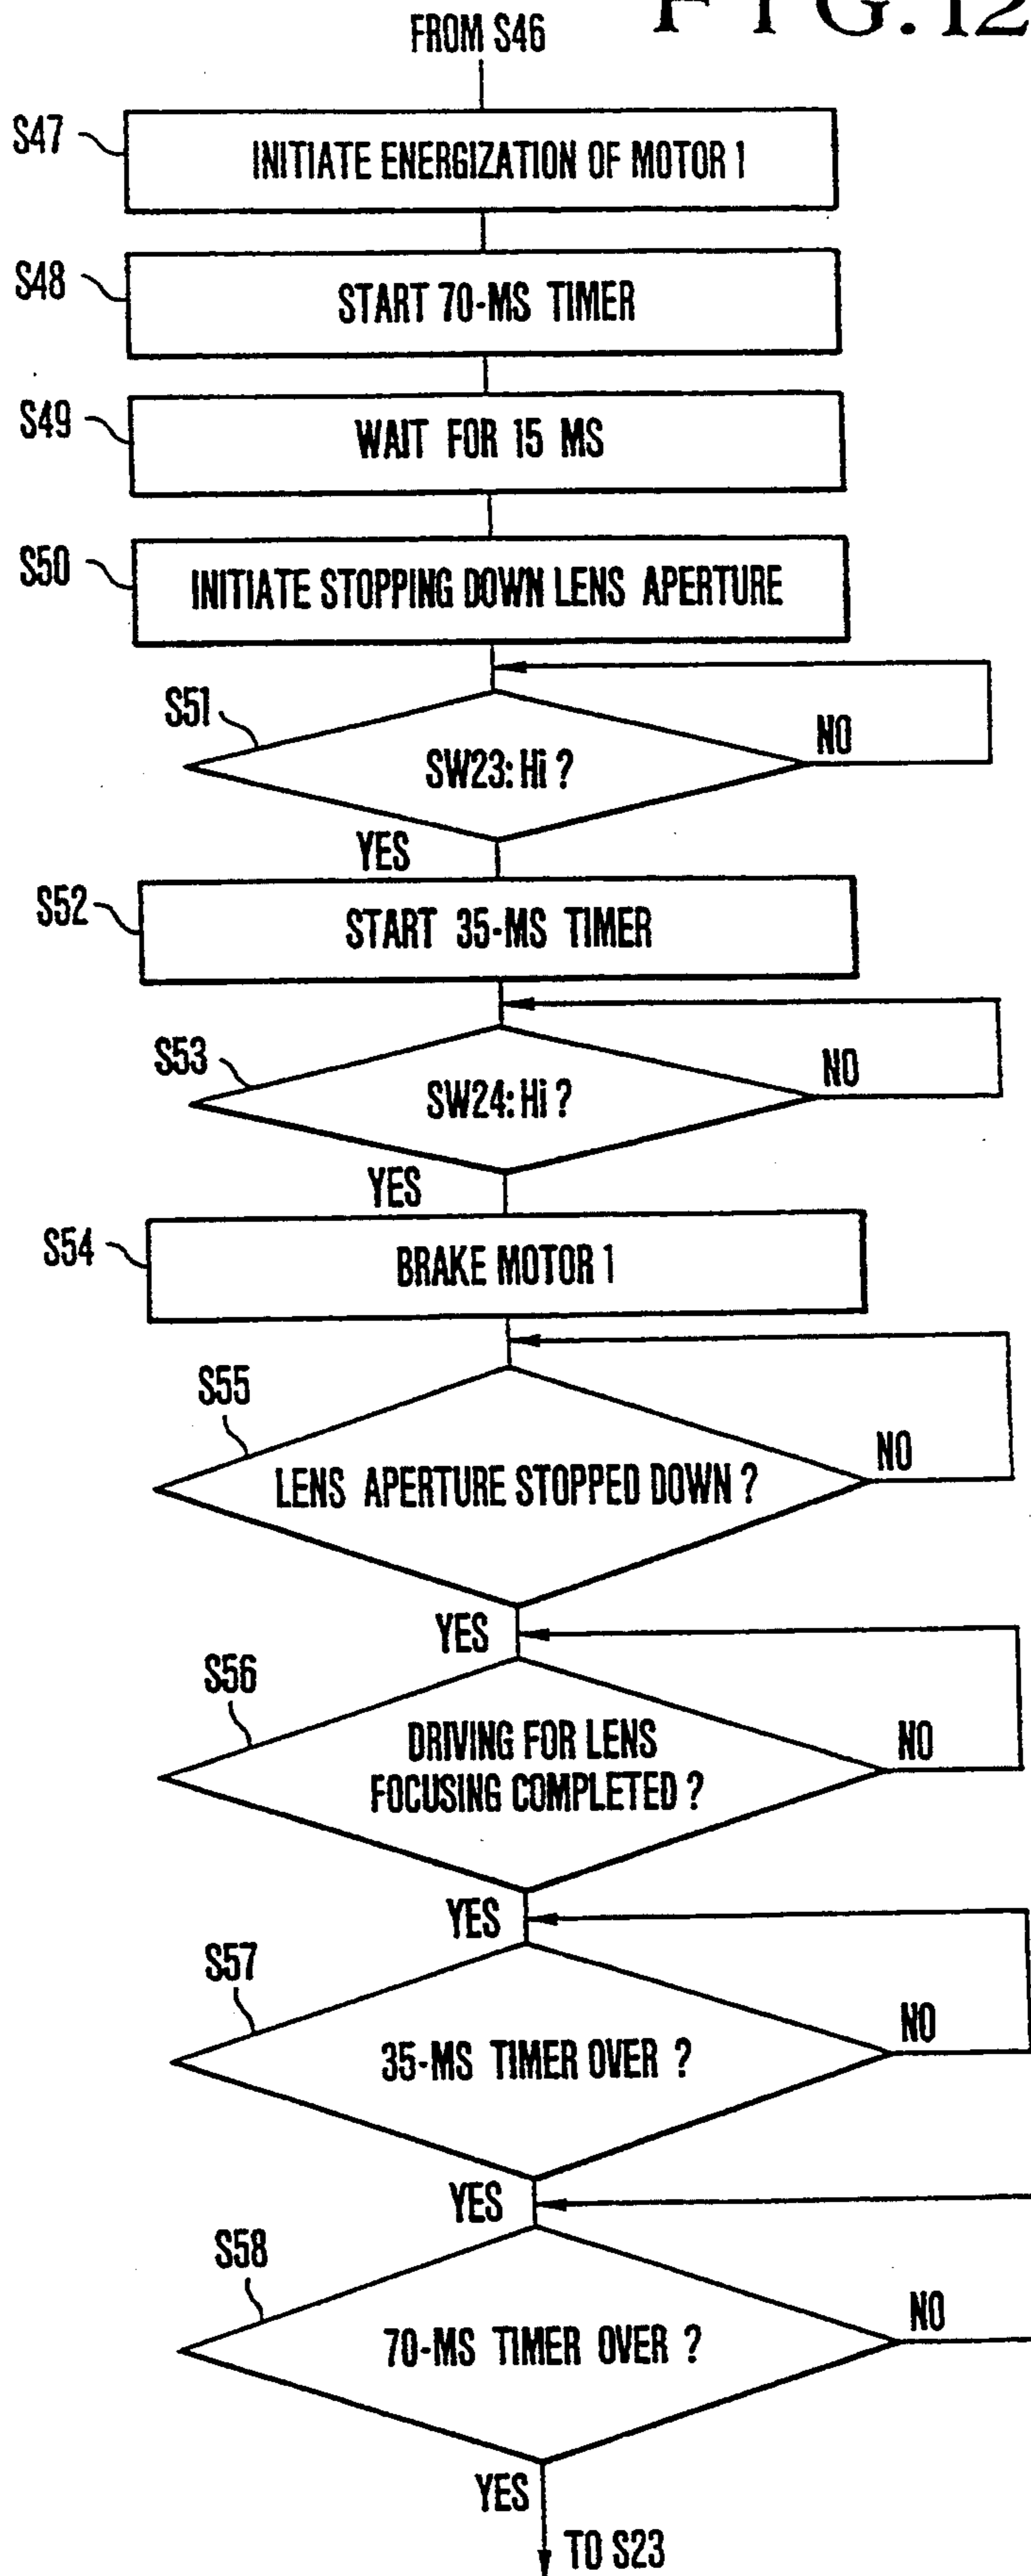 FIG. 12
FROM S46
S47
INITIATE ENERGIZATION OF MOTOR 1
S48
START 70-MS TIMER
S49
WAIT FOR 15 MS
S50
INITIATE STOPPING DOWN LENS APERTURE
S51
SW23: Hi ?
NO
YES
S52
START 35-MS TIMER
S53
SW24: Hi ?
NO
YES
S54
BRAKE MOTOR 1
S55
LENS APERTURE STOPPED DOWN ?
NO
YES
S56
DRIVING FOR LENS
FOCUSING COMPLETED ?
NO
YES
S57
35-MS TIMER OVER ?
NO
YES
S58
70-MS TIMER OVER ?
NO
YES
TO S23